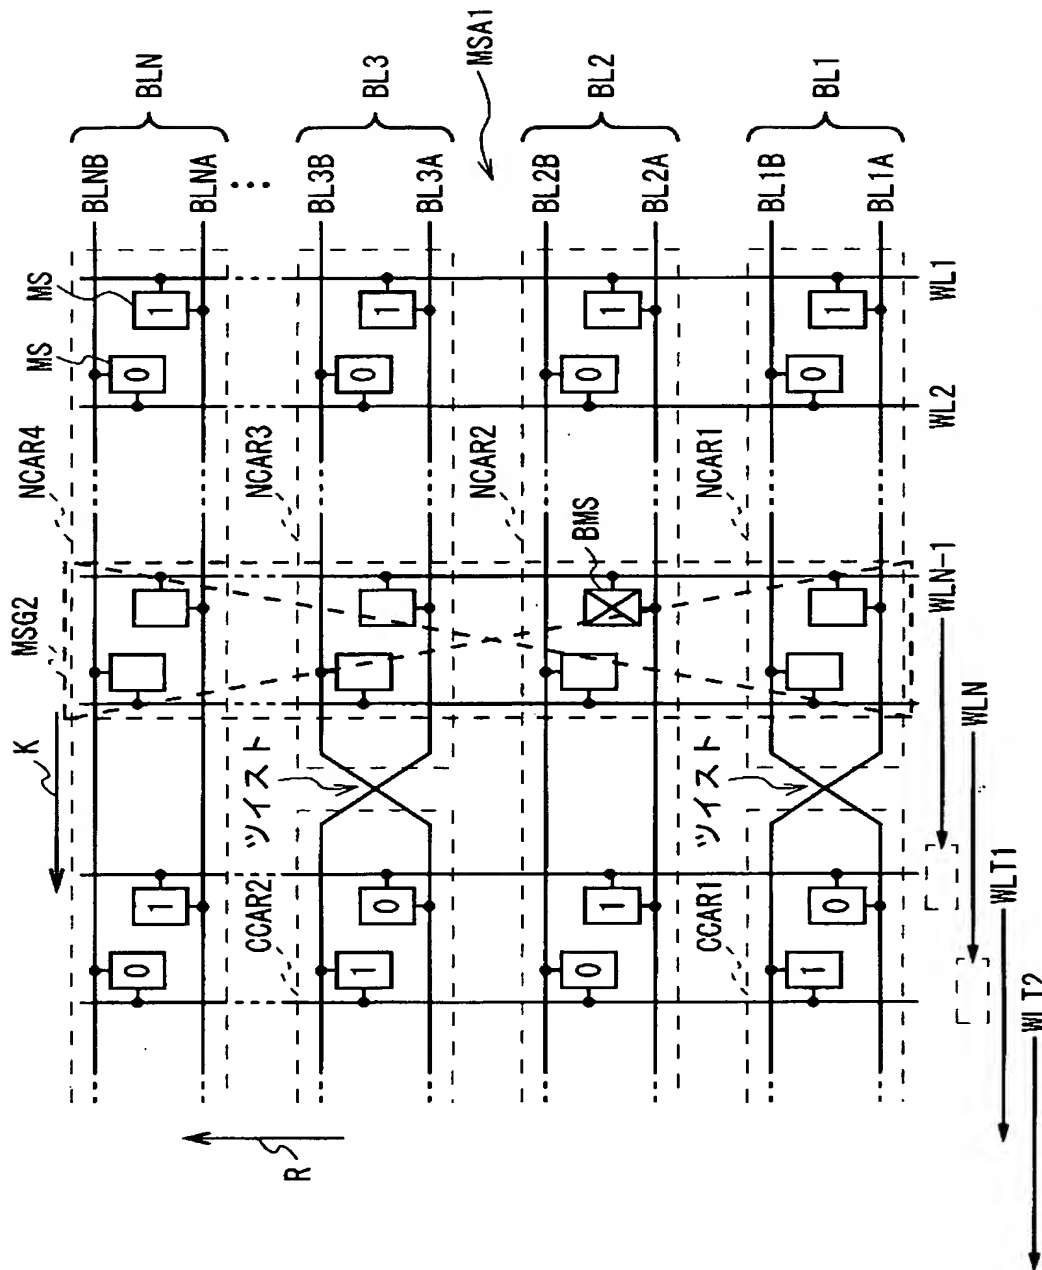 BLN
BL3
MSA1
BL2
BL1
BLNB
BLNA
BL3B
BL3A
BL2B
BL2A
BL1B
BL1A
MS
1
1
1
1
WL1
MS
0
0
0
0
WL2
NCAR4
NCAR3
NCAR2
NCAR1
BMS
WLN-1
MSG2
WLN
K
ツイスト
ツイスト
WLT1
1
0
1
0
CCAR2
CCAR1
0
1
0
1
WLT2
R